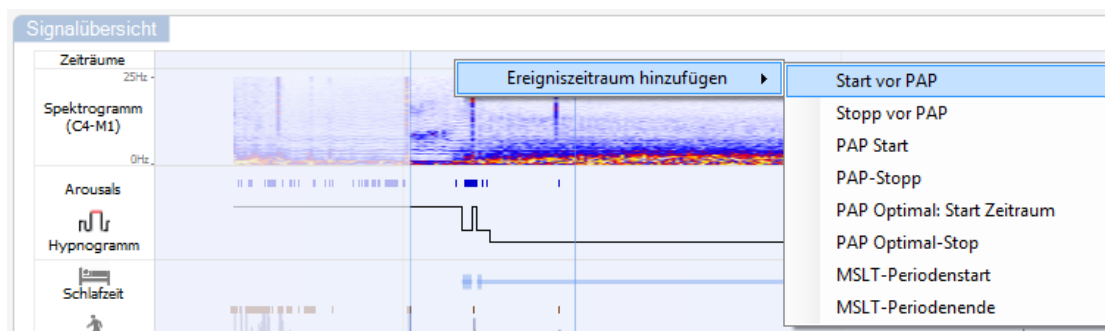 Signalübersicht
Zeiträume
25Hz
Spektrogramm
(C4-M1)
0Hz
Arousals
Hypnogramm
Schlafzeit
Ereigniszeitraum hinzufügen
Start vor PAP
Stopp vor PAP
PAP Start
PAP-Stopp
PAP Optimal: Start Zeitraum
PAP Optimal-Stop
MSLT-Periodenstart
MSLT-Periodenende